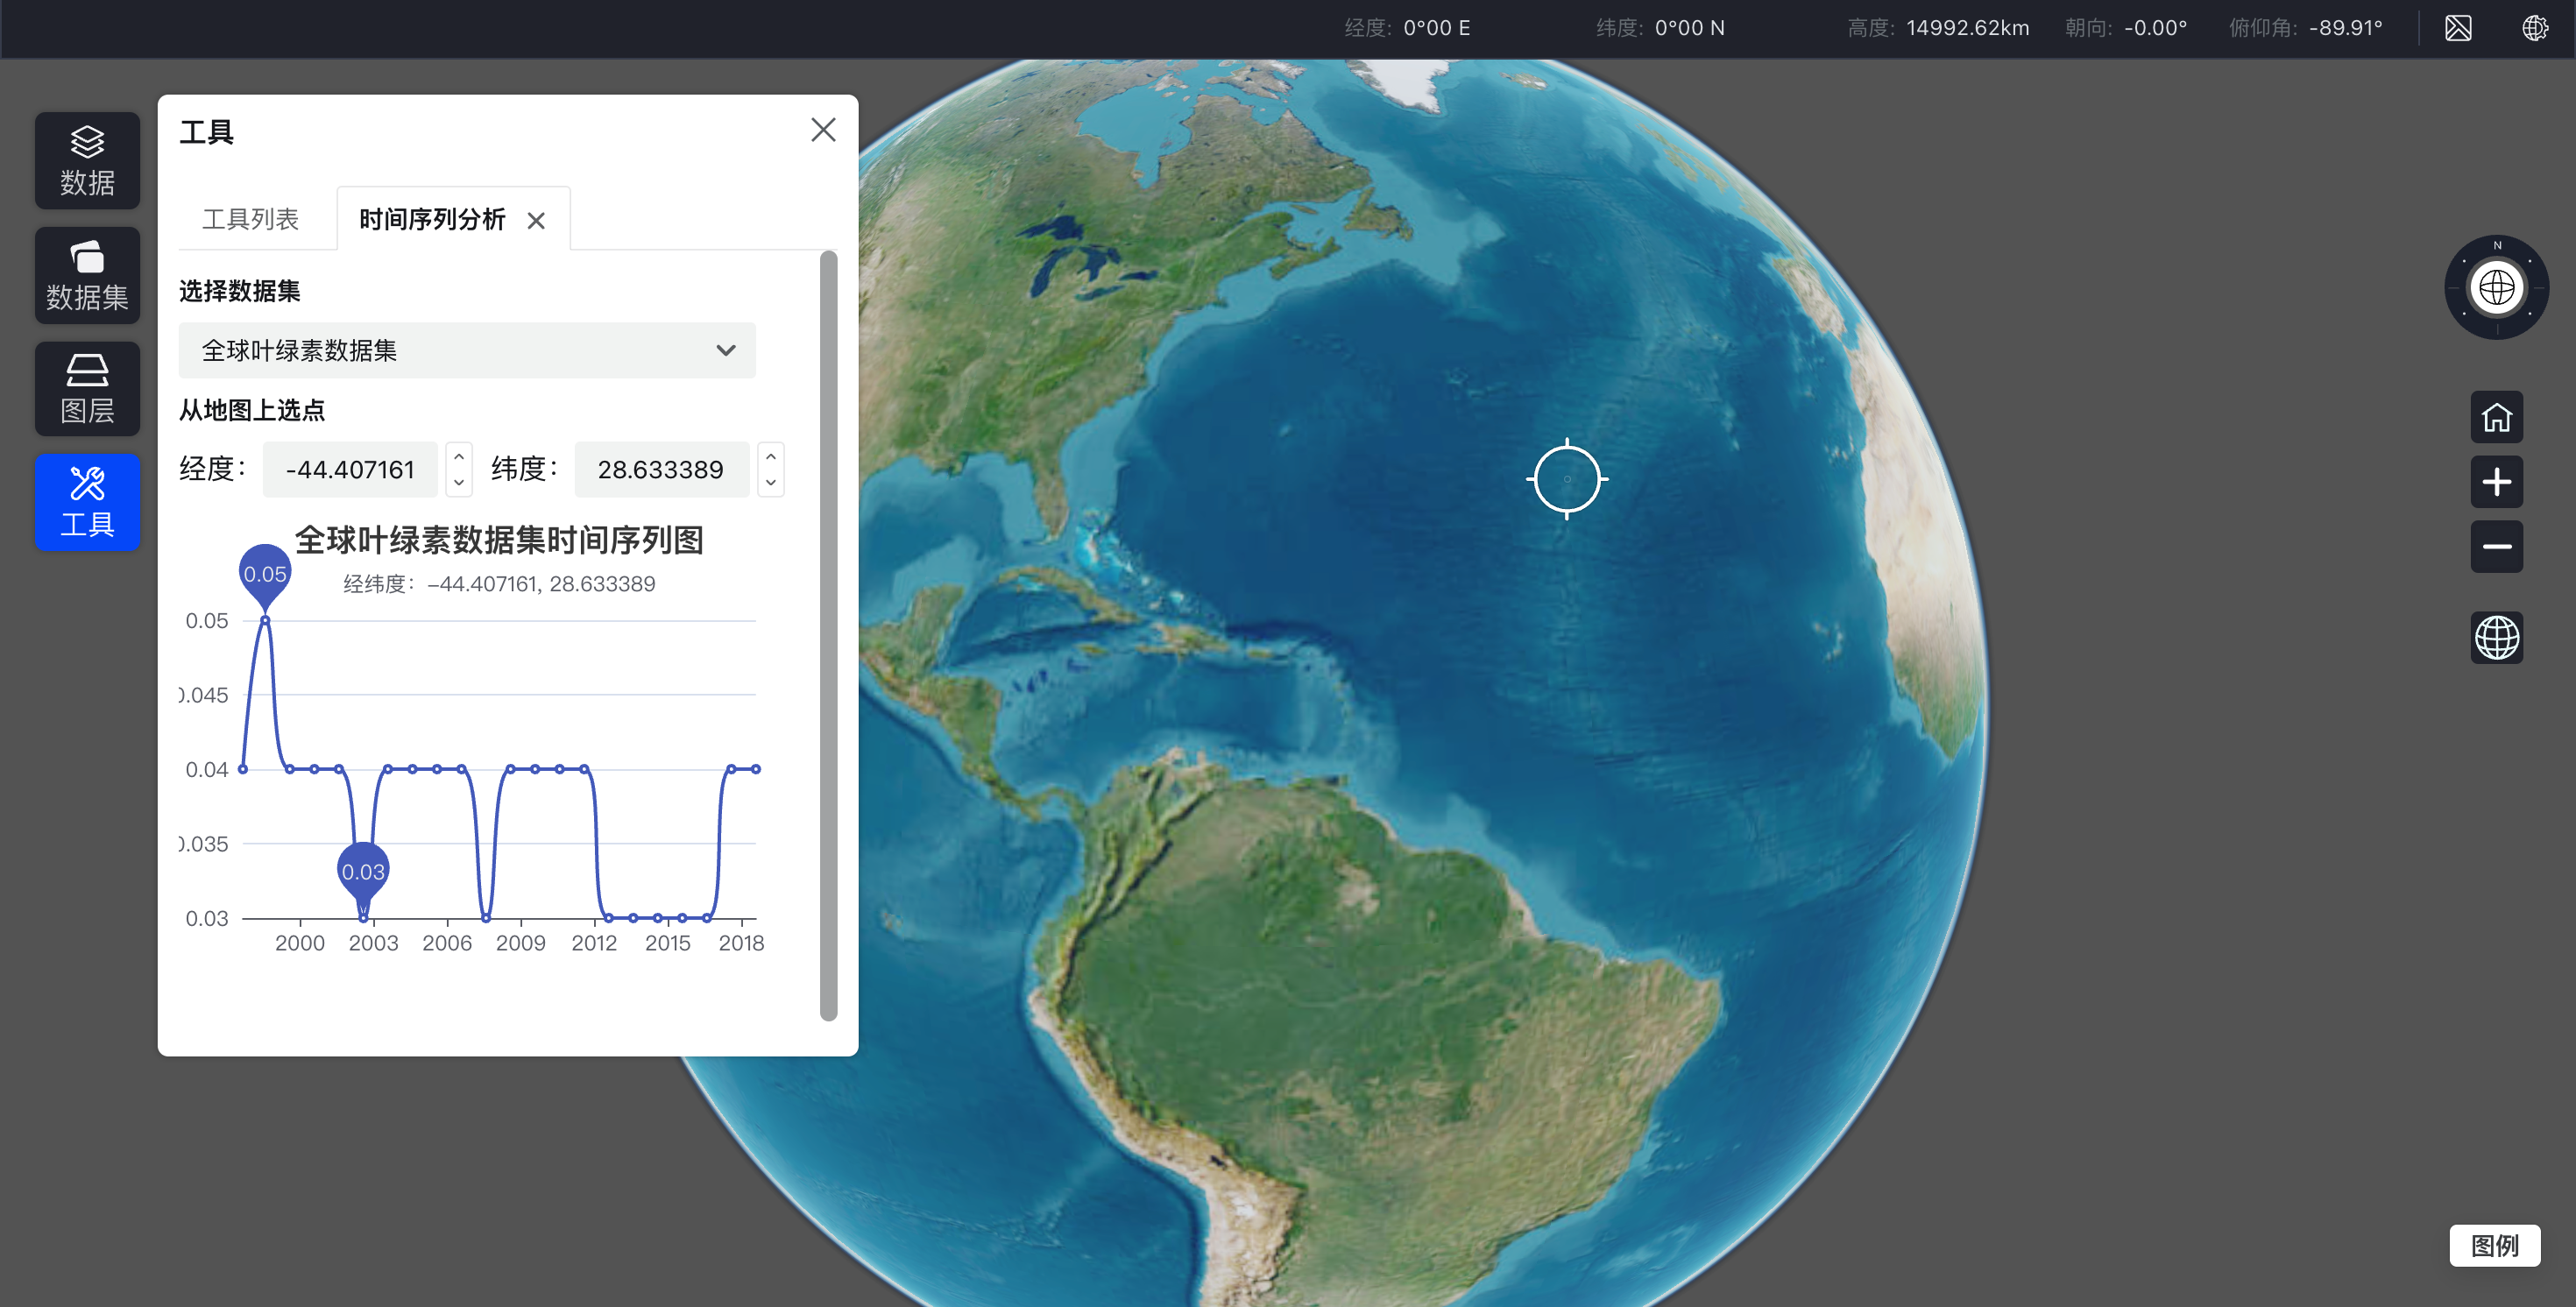 经度: 0°00 E 纬度: 0°00 N 高度: 14992.62km 朝向: -0.00° 俯仰角: -89.91°
数据
数据集
图层
工具
工具
工具列表 时间序列分析
选择数据集
全球叶绿素数据集
从地图上选点
经度： -44.407161 纬度： 28.633389
全球叶绿素数据集时间序列图
经纬度：-44.407161, 28.633389
0.05
0.05
0.045
0.04
0.035
0.03
0.03
2000 2003 2006 2009 2012 2015 2018
N
图例